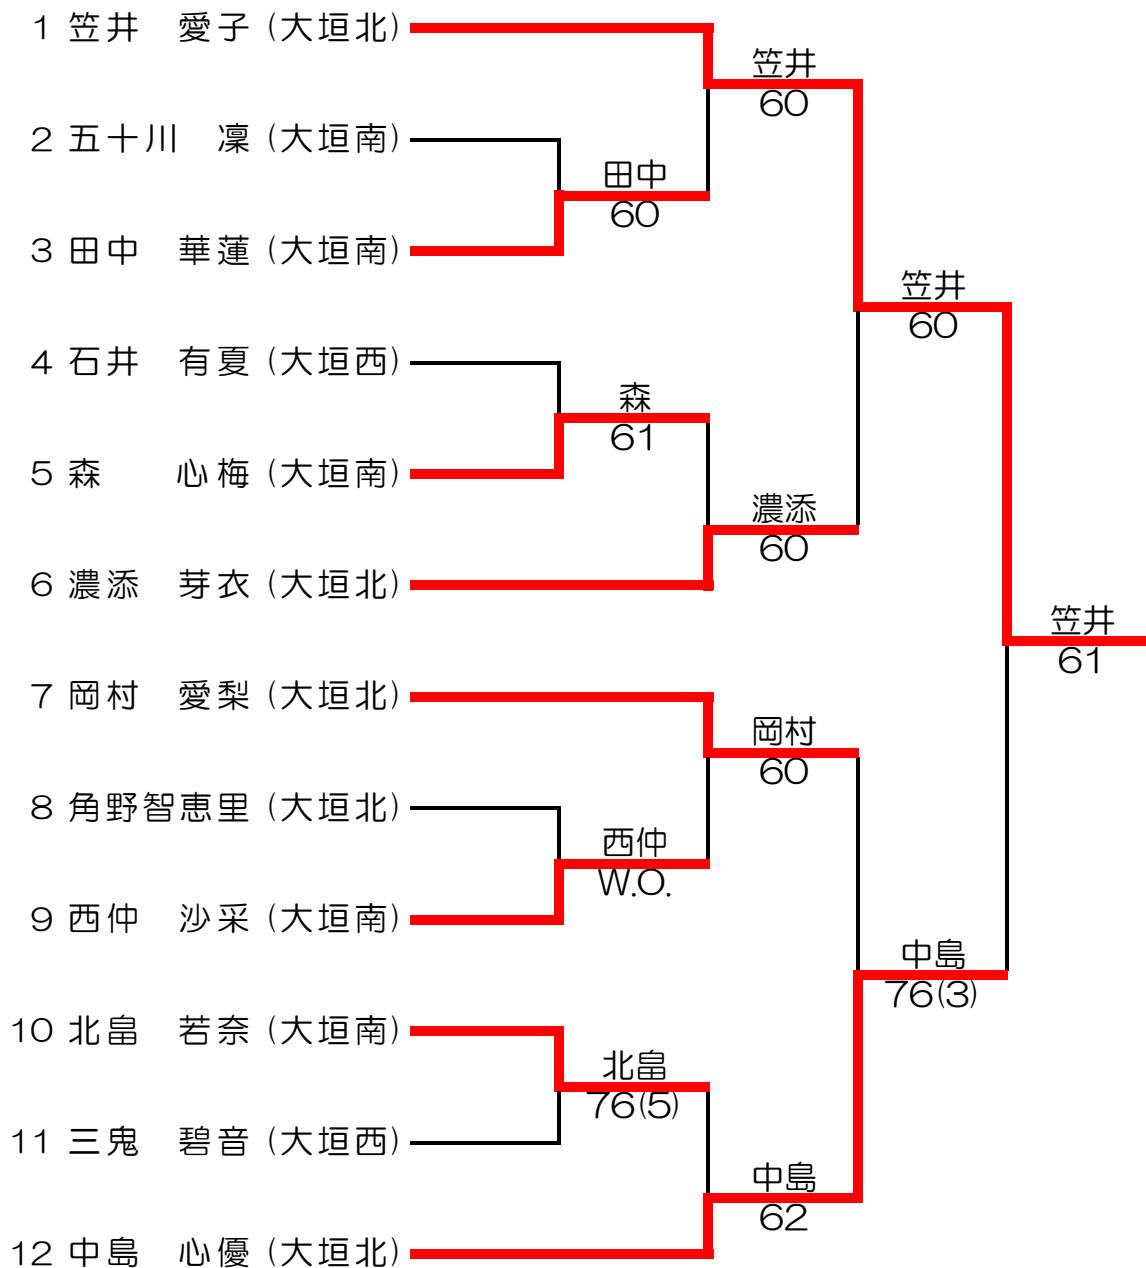 1 笠井　愛子 (大垣北)
笠井
60
2 五十川　凜 (大垣南)
田中
60
3 田中　華蓮 (大垣南)
笠井
60
4 石井　有夏 (大垣西)
森
61
5 森　　心梅 (大垣南)
濃添
60
6 濃添　芽衣 (大垣北)
笠井
61
7 岡村　愛梨 (大垣北)
岡村
60
8 角野智恵里 (大垣北)
西仲
W.O.
9 西仲　沙采 (大垣南)
中島
76(3)
10 北畠　若奈 (大垣南)
北畠
76(5)
11 三鬼　碧音 (大垣西)
中島
62
12 中島　心優 (大垣北)